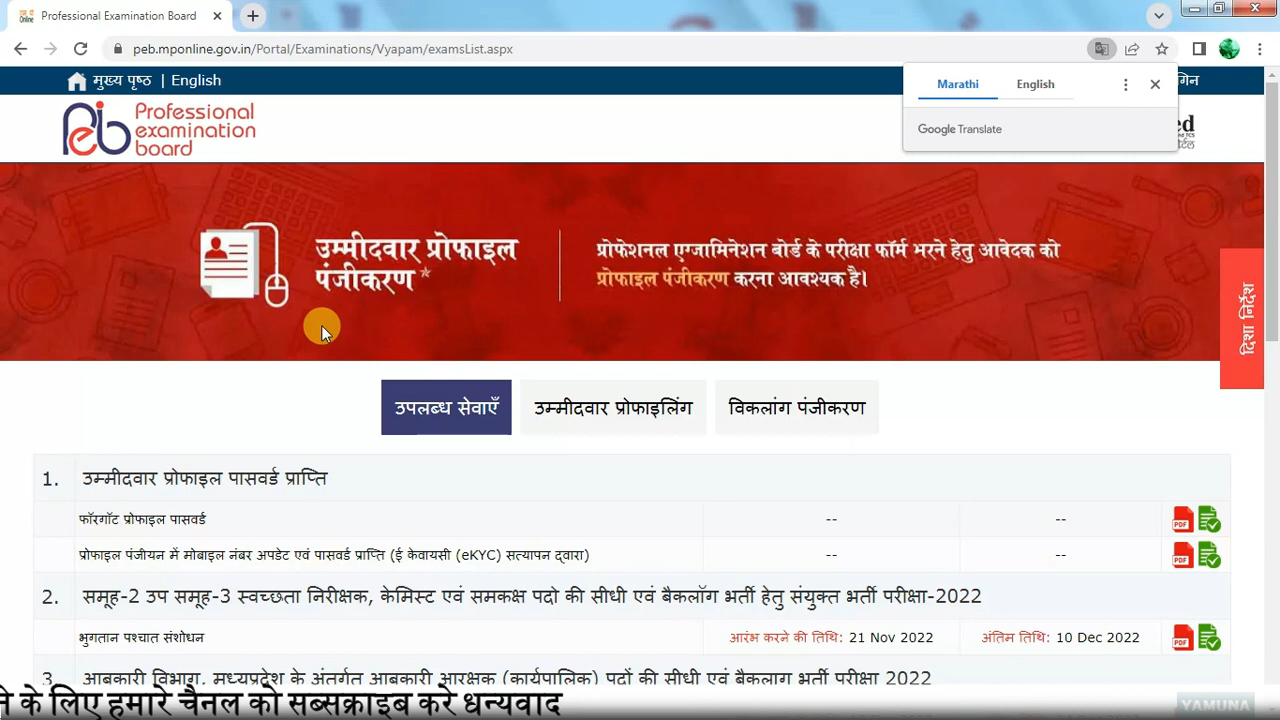 Professional Examination Board
peb.mponline.gov.in/Portal/Examinations/Vyapam/examsList.aspx
मुख्य पृष्ठ | English
Marathi English
Google Translate
Professional
examination
board
उम्मीदवार प्रोफाइल
पंजीकरण*
प्रोफेशनल एग्जामिनेशन बोर्ड के परीक्षा फॉर्म भरने हेतु आवेदक को
प्रोफाइल पंजीकरण करना आवश्यक है।
दिशा निर्देश
उपलब्ध सेवाएँ उम्मीदवार प्रोफाइलिंग विकलांग पंजीकरण
1. उम्मीदवार प्रोफाइल पासवर्ड प्राप्ति
फॉरगॉट प्रोफाइल पासवर्ड -- --
प्रोफाइल पंजीयन में मोबाइल नंबर अपडेट एवं पासवर्ड प्राप्ति (ई केवायसी (eKYC) सत्यापन द्वारा) -- --
2. समूह-2 उप समूह-3 स्वच्छता निरीक्षक, केमिस्ट एवं समकक्ष पदो की सीधी एवं बैकलॉग भर्ती हेतु संयुक्त भर्ती परीक्षा-2022
भुगतान पश्चात संशोधन आरंभ करने की तिथि: 21 Nov 2022 अंतिम तिथि: 10 Dec 2022
3. आबकारी विभाग, मध्यप्रदेश के अंतर्गत आबकारी आरक्षक (कार्यपालिक) पदों की सीधी एवं बैकलाग भर्ती परीक्षा 2022
के लिए हमारे चैनल को सब्सक्राइब करे धन्यवाद
YAMUNA